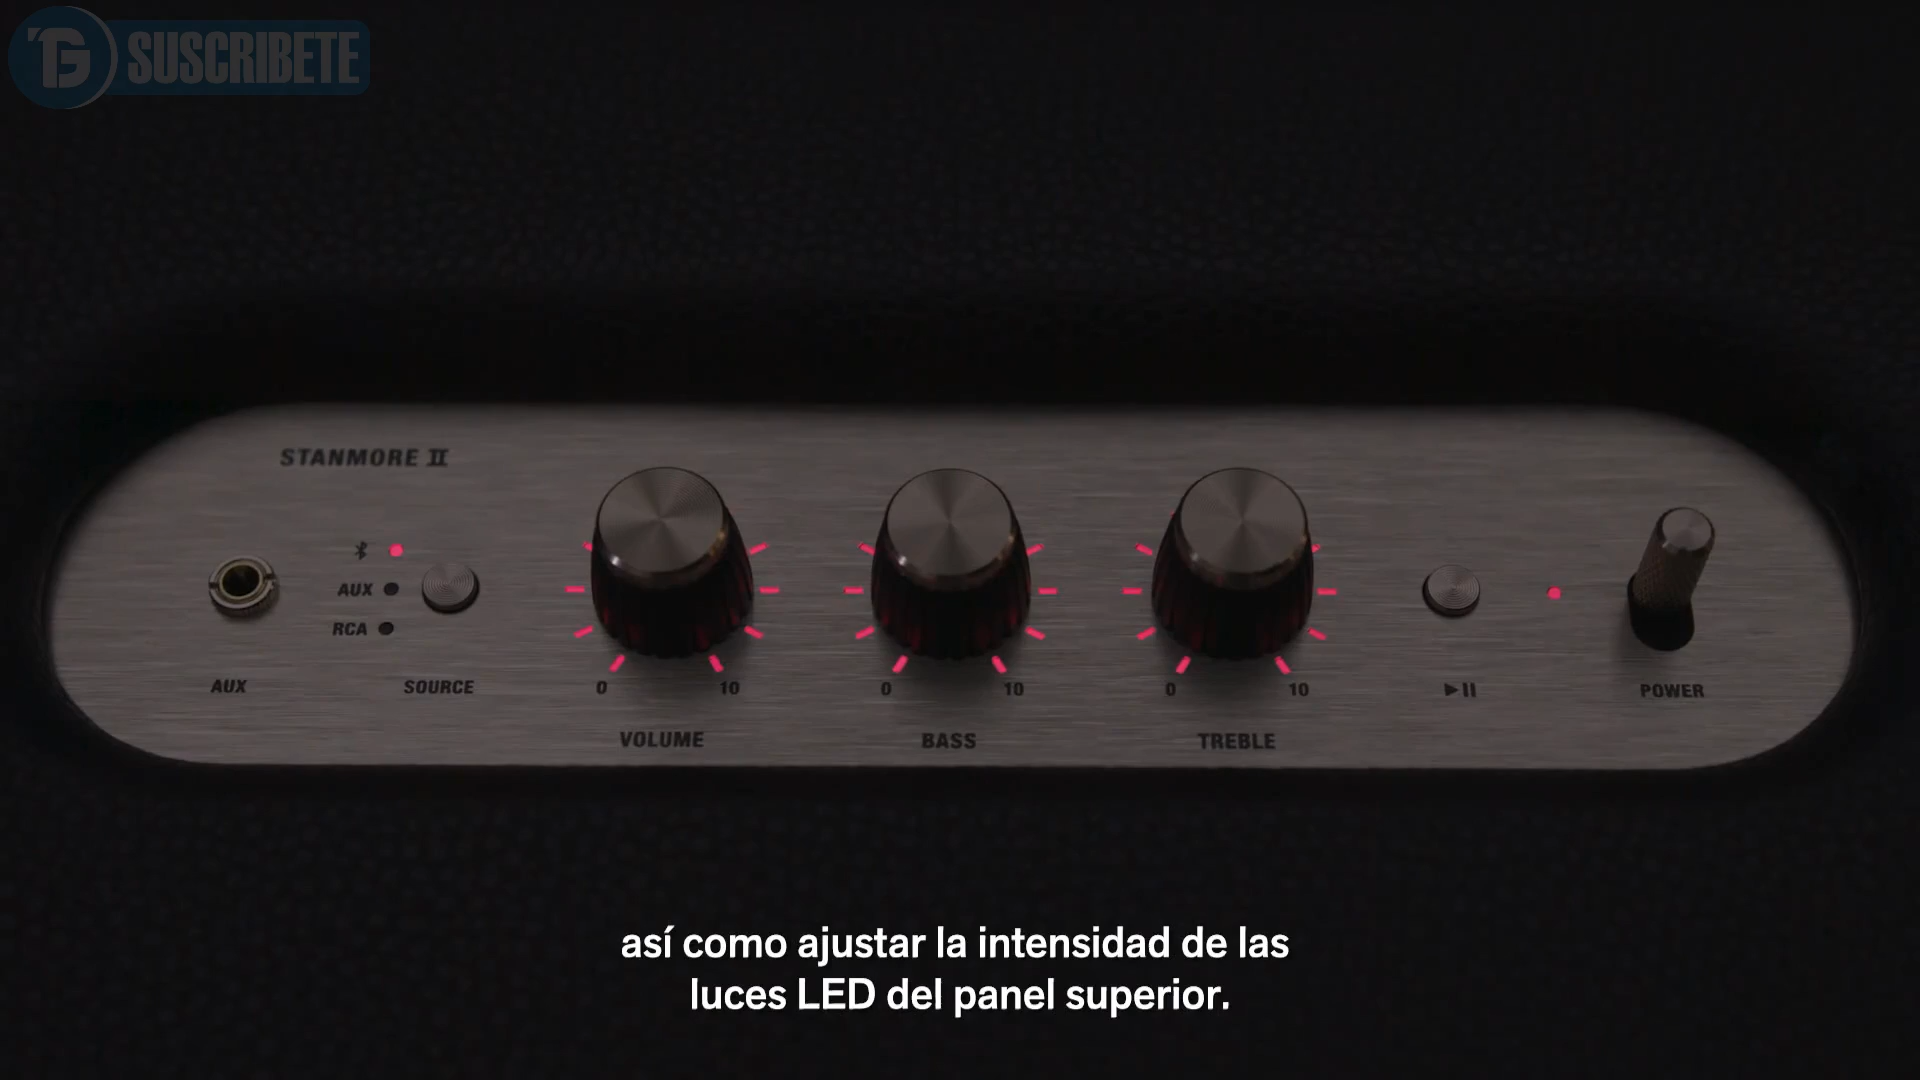 TG SUSCRIBETE
STANMORE II
AUX
RCA
AUX
SOURCE
0
10
VOLUME
0
10
BASS
0
10
TREBLE
POWER
así como ajustar la intensidad de las
luces LED del panel superior.